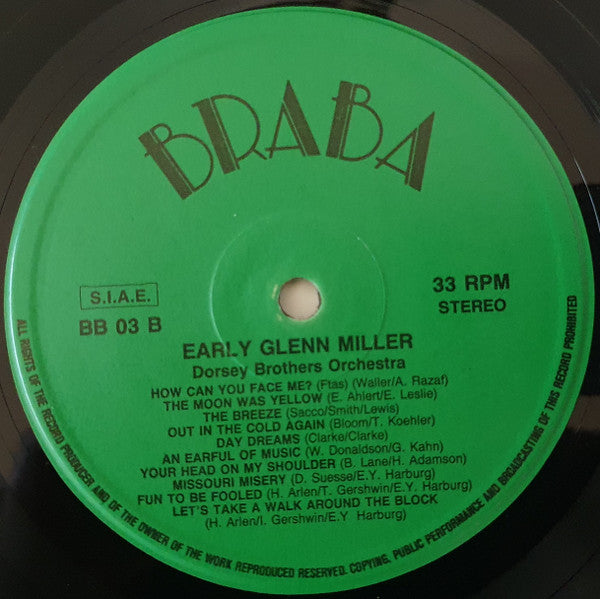 BRABA
S.I.A.E.
BB 03 B
33 RPM
STEREO
EARLY GLENN MILLER
Dorsey Brothers Orchestra
HOW CAN YOU FACE ME? (Ftas) (Waller/A. Razaf)
THE MOON WAS YELLOW (E. Ahlert/E. Leslie)
THE BREEZE (Sacco/Smith/Lewis)
OUT IN THE COLD AGAIN (Bloom/T. Koehler)
DAY DREAMS (Clarke/Clarke)
AN EARFUL OF MUSIC (W. Donaldson/G. Kahn)
YOUR HEAD ON MY SHOULDER (B. Lane/H. Adamson)
MISSOURI MISERY (D. Suesse/E.Y. Harburg)
FUN TO BE FOOLED (H. Arlen/T. Gershwin/E.Y. Harburg)
LET'S TAKE A WALK AROUND THE BLOCK
(H. Arlen/I. Gershwin/E.Y Harburg)
ALL RIGHTS OF THE RECORD PRODUCER AND OF THE OWNER OF THE WORK REPRODUCED RESERVED. COPYING, PUBLIC PERFORMANCE AND BROADCASTING OF THIS RECORD PROHIBITED